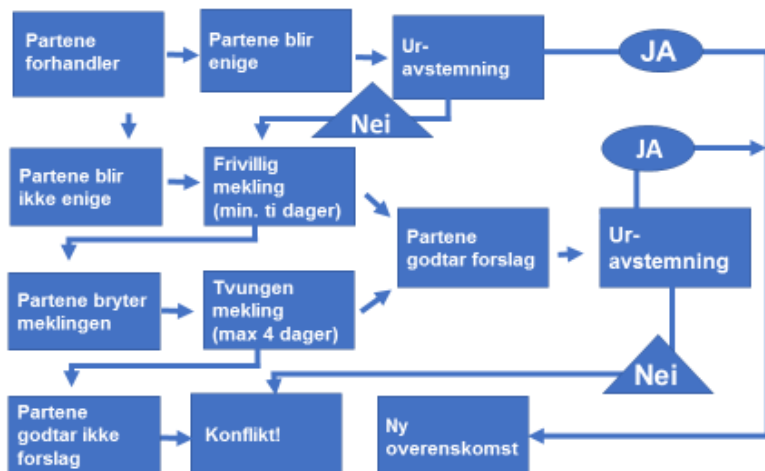 Partene
forhandler
Partene blir
enige
Ur-
avstemning
JA
Nei
JA
Partene blir
ikke enige
Frivillig
mekling
(min. ti dager)
Partene
godtar forslag
Ur-
avstemning
Partene bryter
meklingen
Tvungen
mekling
(max 4 dager)
Nei
Partene
godtar ikke
forslag
Konflikt!
Ny
overenskomst